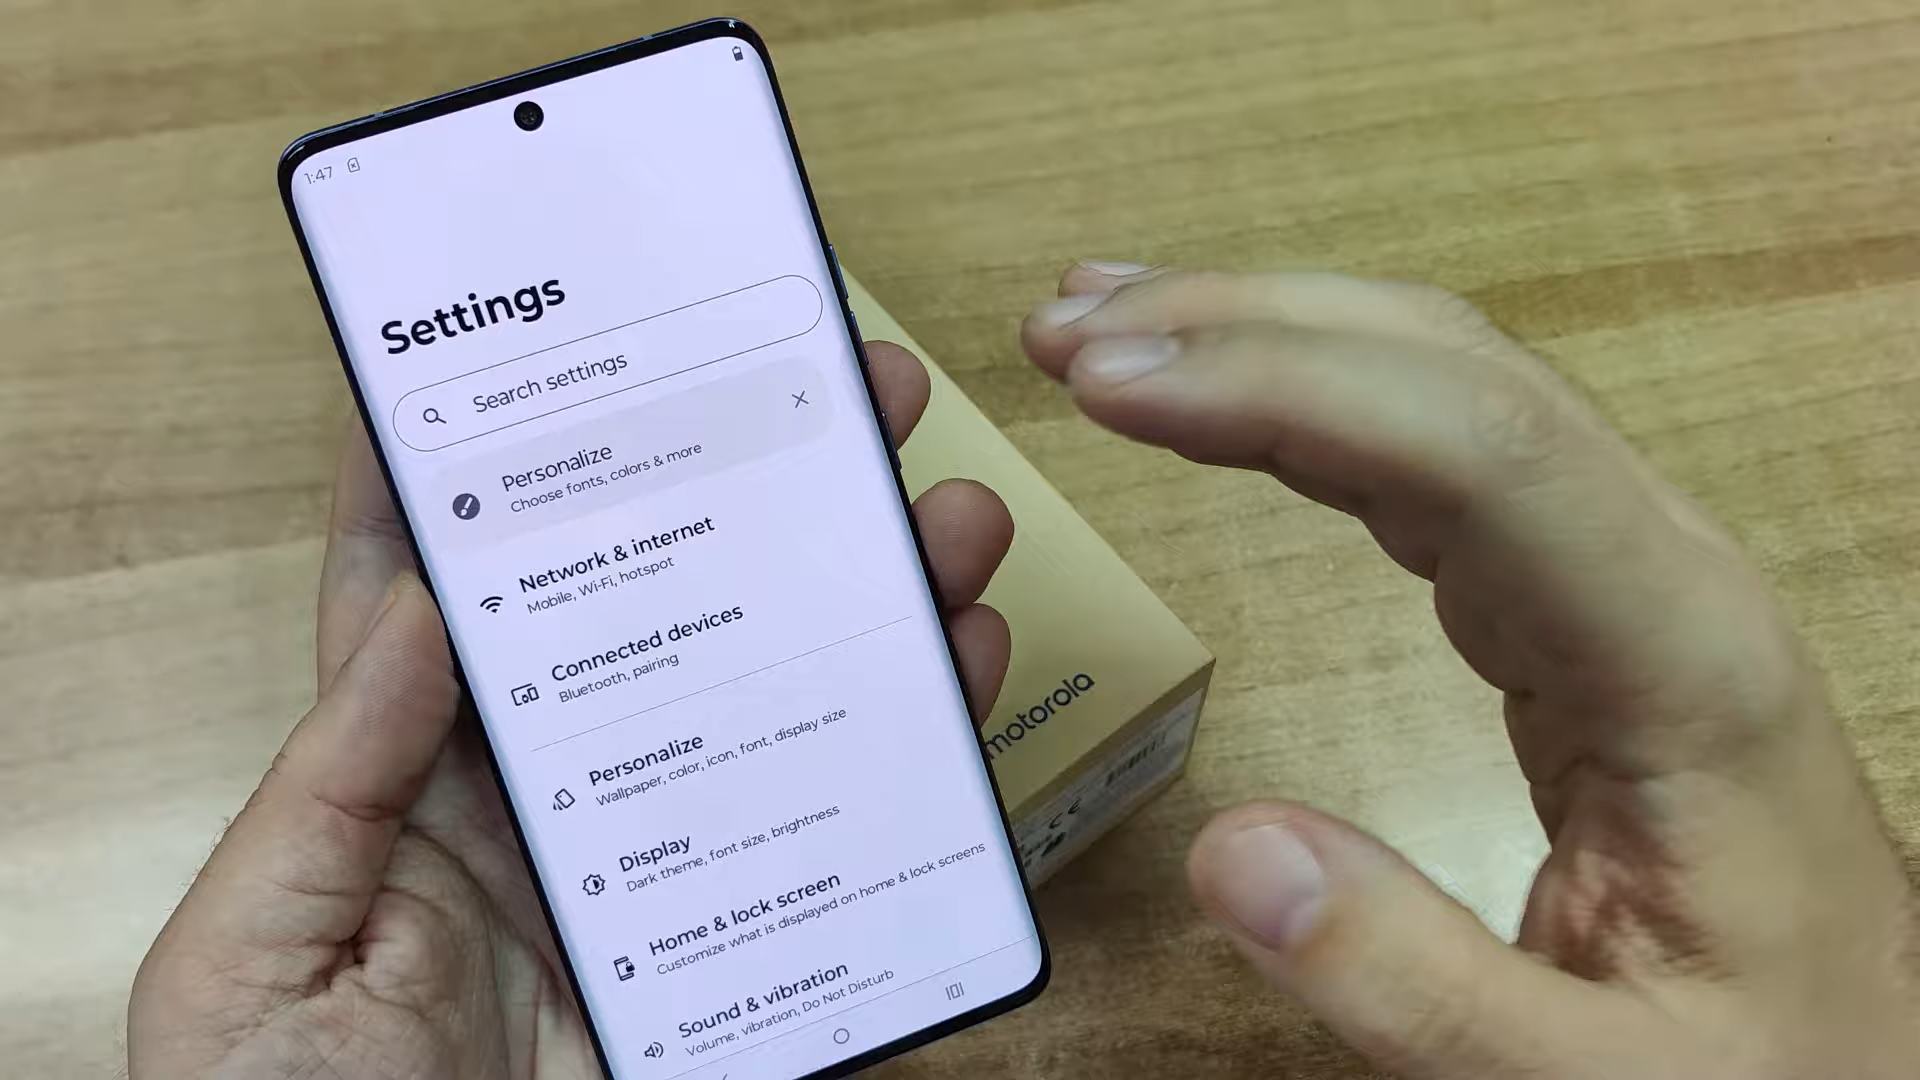 1:47
Settings
Search settings
Personalize
Choose fonts, colors & more
Network & internet
Mobile, Wi-Fi, hotspot
Connected devices
Bluetooth, pairing
Personalize
Wallpaper, color, icon, font, display size
Display
Dark theme, font size, brightness
Home & lock screen
Customize what is displayed on home & lock screens
Sound & vibration
Volume, vibration, Do Not Disturb
motorola
CE